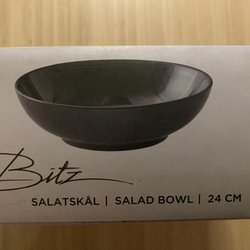 Bitz
SALATSKÅL | SALAD BOWL | 24 CM